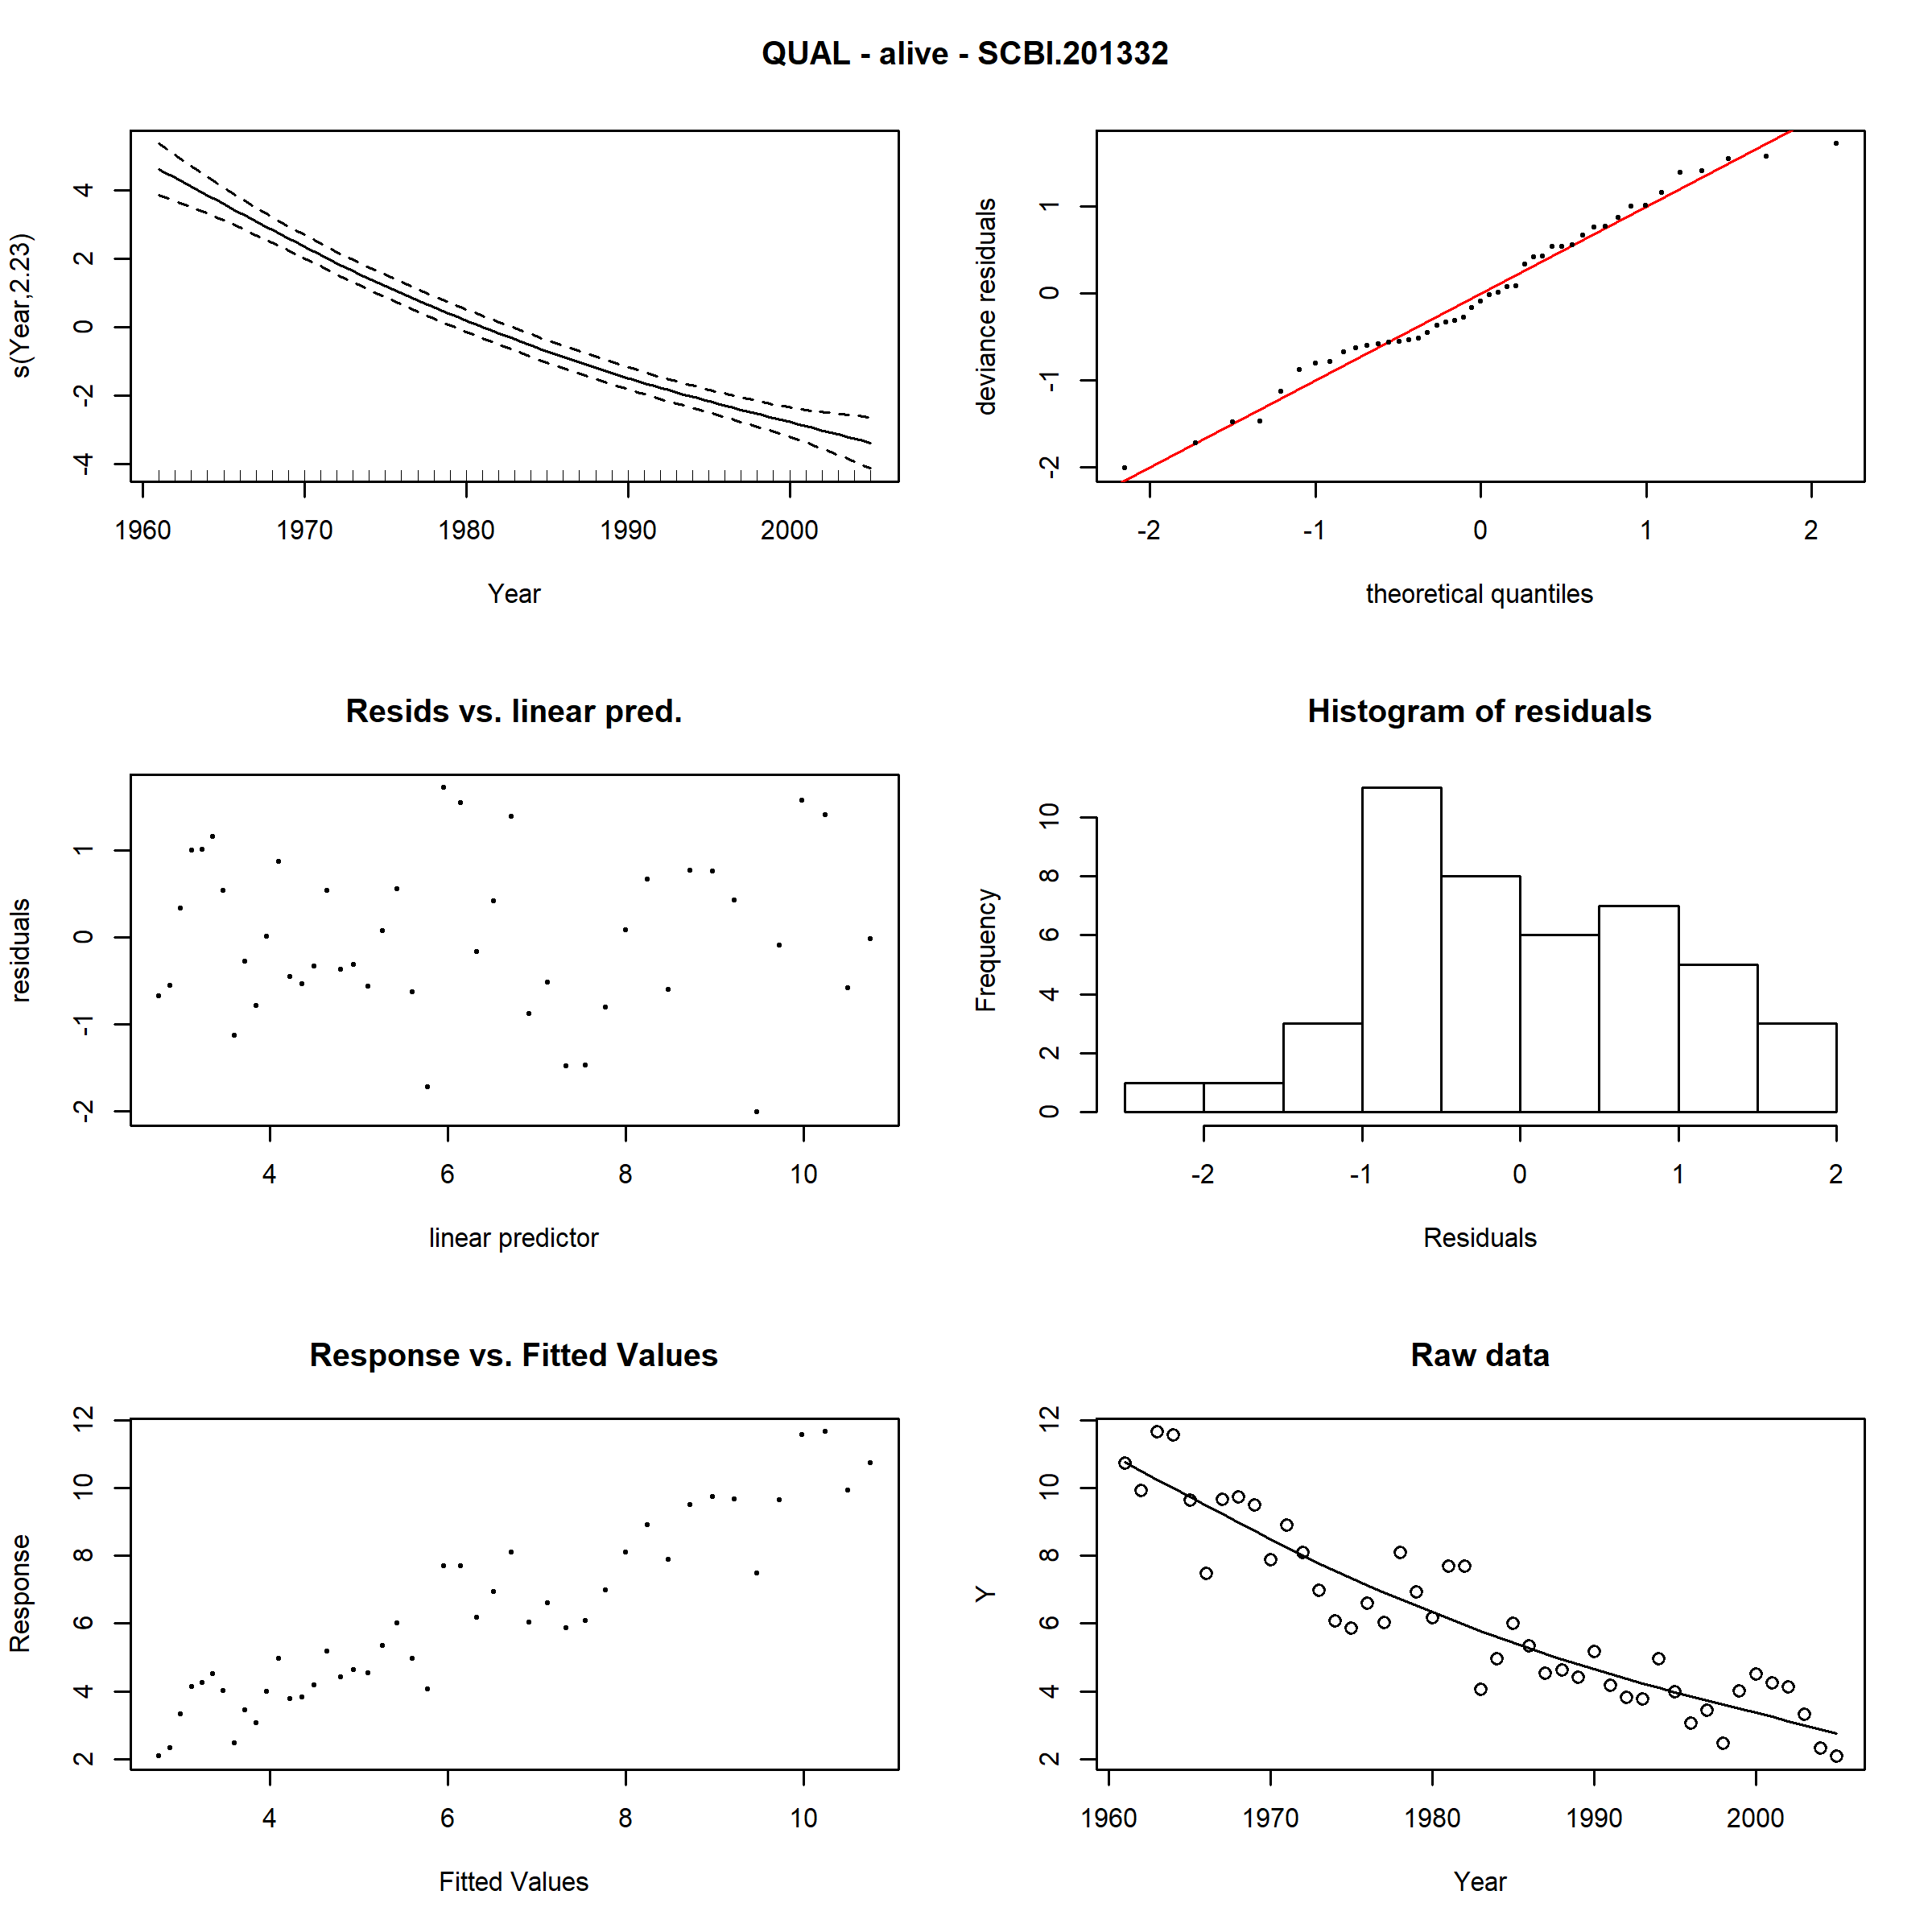 QUAL - alive - SCBI.201332
s(Year,2.23)
4
2
0
-2
-4
1960 1970 1980 1990 2000
Year
deviance residuals
1
0
-1
-2
-2 -1 0 1 2
theoretical quantiles
Resids vs. linear pred.
residuals
1
0
-1
-2
4 6 8 10
linear predictor
Histogram of residuals
Frequency
10
8
6
4
2
0
-2 -1 0 1 2
Residuals
Response vs. Fitted Values
Response
12
10
8
6
4
2
4 6 8 10
Fitted Values
Raw data
Y
12
10
8
6
4
2
1960 1970 1980 1990 2000
Year